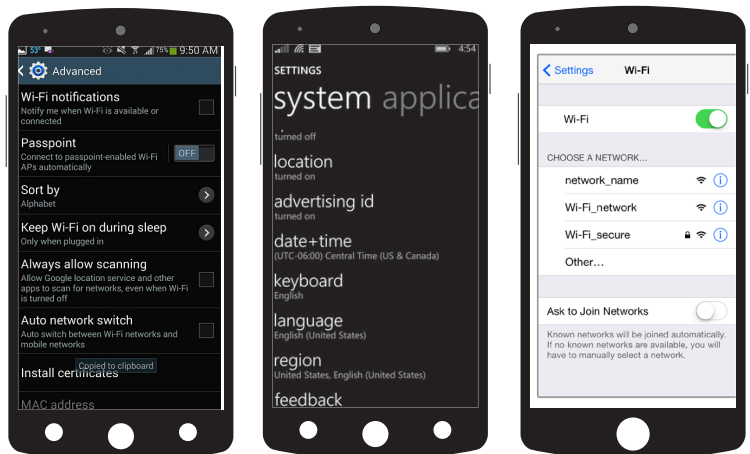 53° 75% 9:50 AM
Advanced
Wi-Fi notifications
Notify me when Wi-Fi is available or
connected
Passpoint
Connect to passpoint-enabled Wi-Fi
APs automatically
OFF
Sort by
Alphabet
Keep Wi-Fi on during sleep
Only when plugged in
Always allow scanning
Allow Google location service and other
apps to scan for networks, even when Wi-Fi
is turned off
Auto network switch
Auto switch between Wi-Fi networks and
mobile networks
Copied to clipboard
Install certificates
MAC address
4:54
SETTINGS
system applica
turned off
location
turned on
advertising id
turned on
date+time
(UTC-06:00) Central Time (US & Canada)
keyboard
English
language
English (United States)
region
United States, English (United States)
feedback
Settings Wi-Fi
Wi-Fi
CHOOSE A NETWORK...
network_name
Wi-Fi_network
Wi-Fi_secure
Other...
Ask to Join Networks
Known networks will be joined automatically.
If no known networks are available, you will
have to manually select a network.